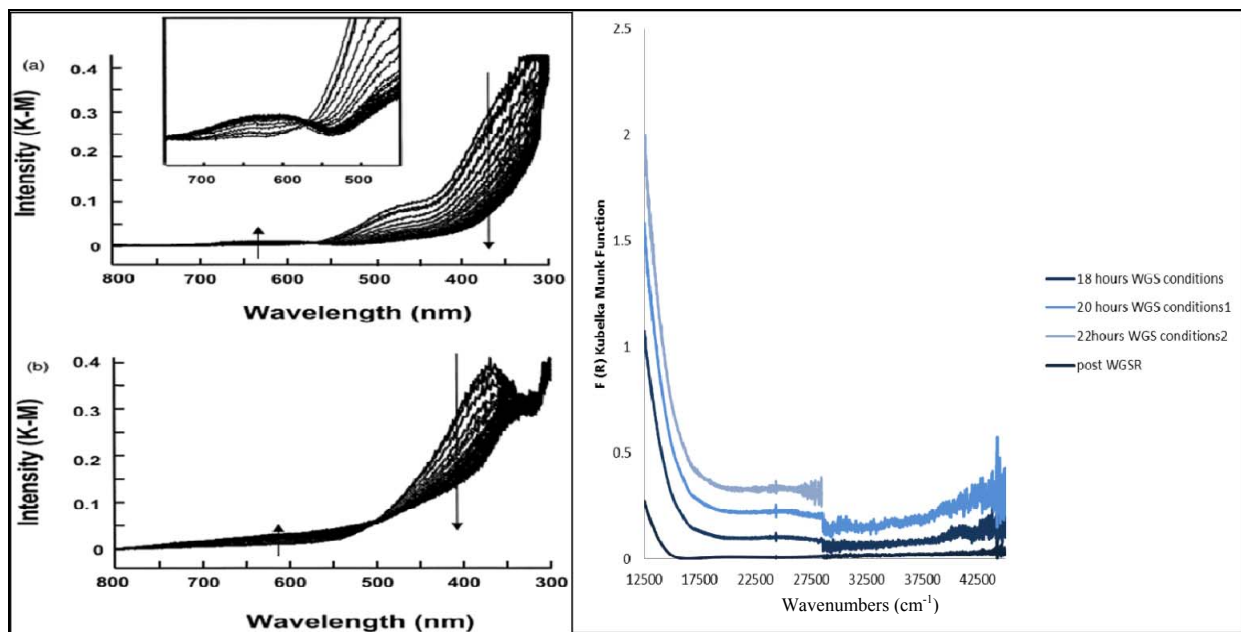 (a)
Intensity (K-M)
0.4
0.3
0.2
0.1
0
700 600 500
800 700 600 500 400 300
Wavelength (nm)
(b)
Intensity (K-M)
0.4
0.3
0.2
0.1
0
800 700 600 500 400 300
Wavelength (nm)
F (R) Kubelka Munk Function
2.5
2
1.5
1
0.5
0
12500 17500 22500 27500 32500 37500 42500
Wavenumbers (cm-1)
18 hours WGS conditions
20 hours WGS conditions1
22hours WGS conditions2
post WGSR